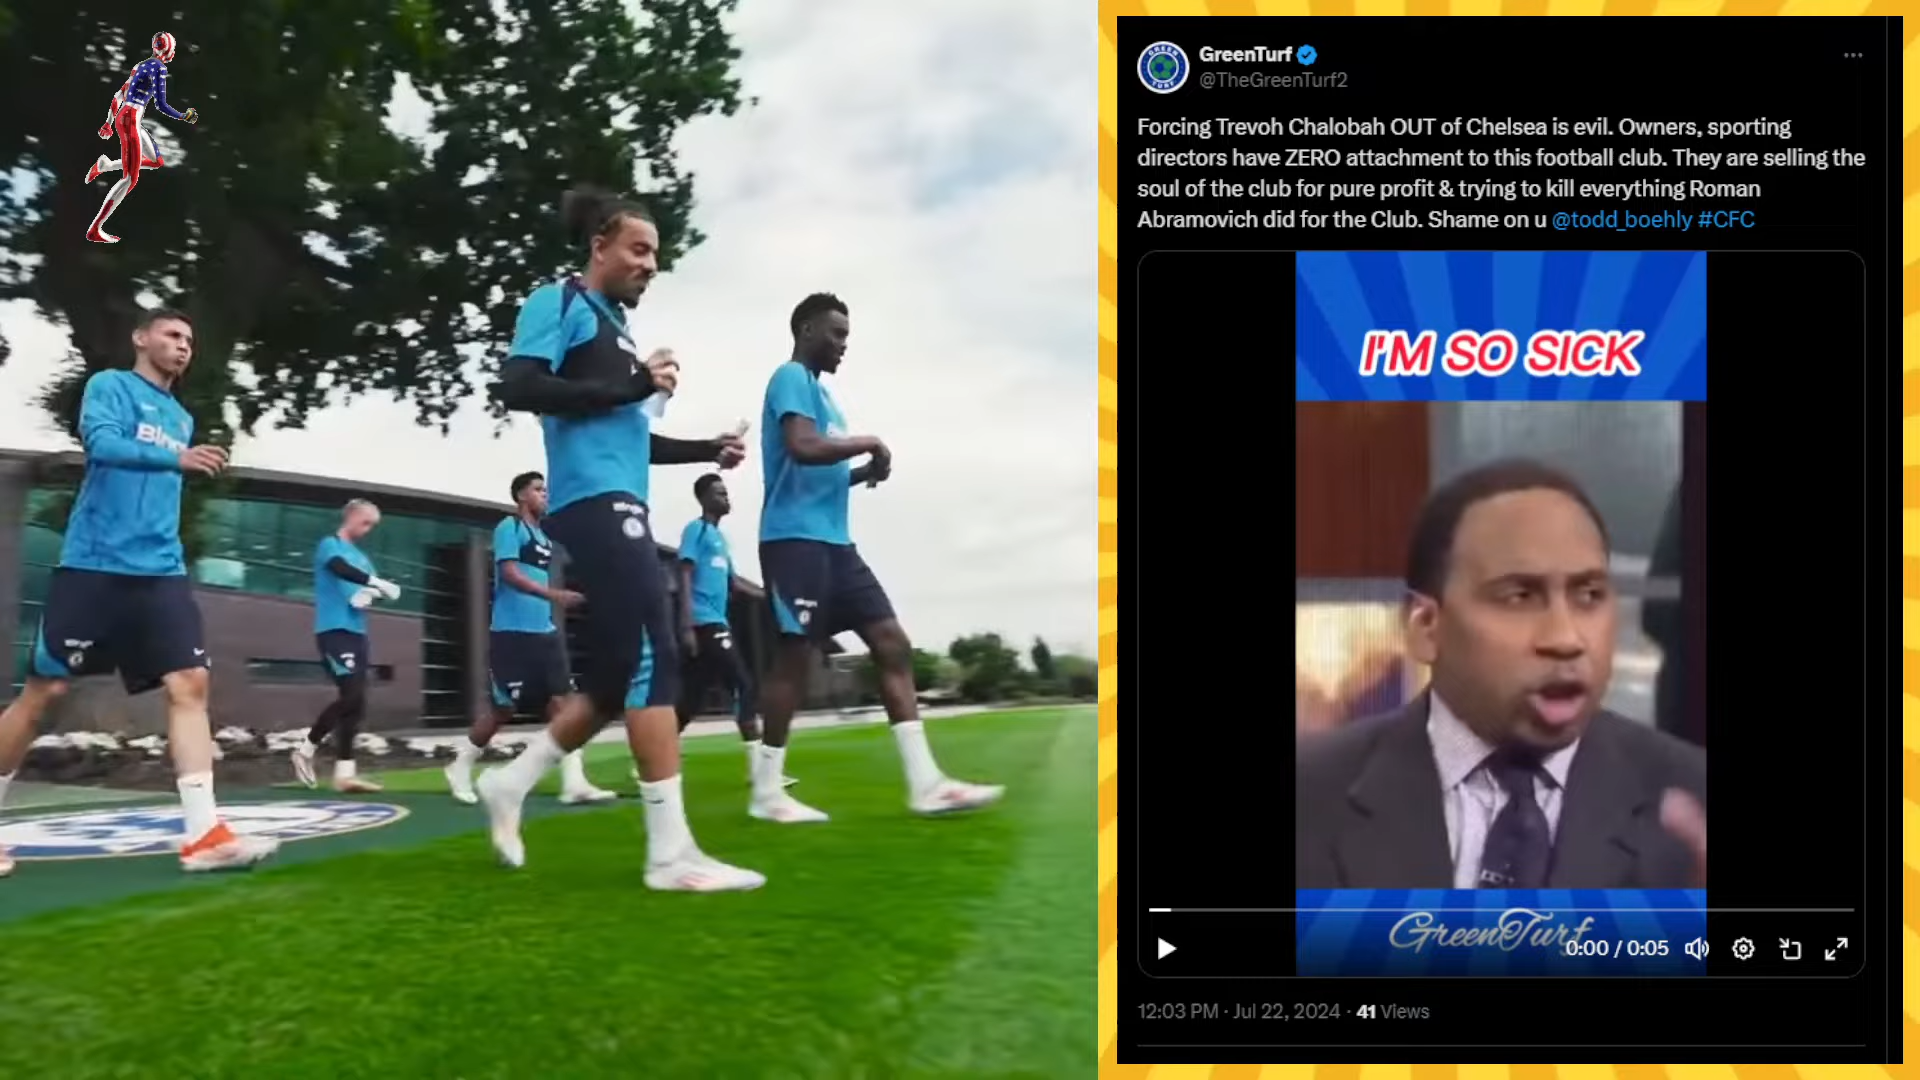 GreenTurf
@TheGreenTurf2
Forcing Trevoh Chalobah OUT of Chelsea is evil. Owners, sporting
directors have ZERO attachment to this football club. They are selling the
soul of the club for pure profit & trying to kill everything Roman
Abramovich did for the Club. Shame on u @todd_boehly #CFC
I'M SO SICK
GreenTurf
0:00 / 0:05
12:03 PM · Jul 22, 2024 · 41 Views